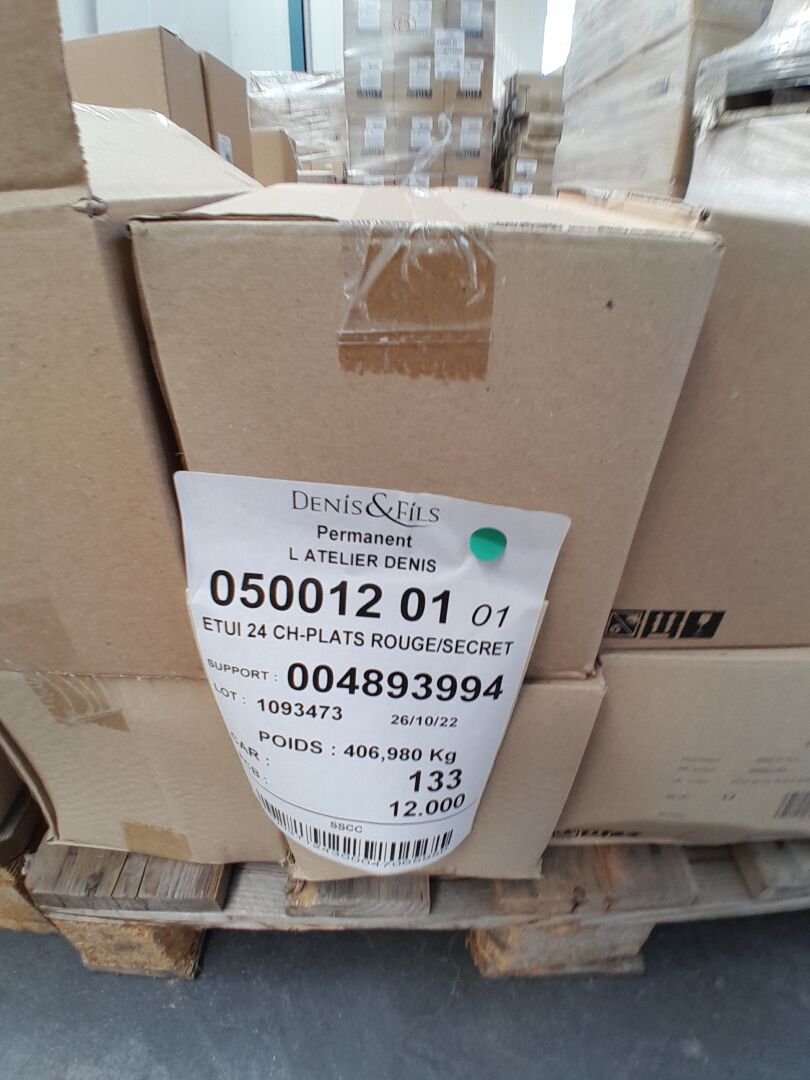 DENIS&FILS
Permanent
L ATELIER DENIS
050012 01 01
ETUI 24 CH-PLATS ROUGE/SECRET
SUPPORT : 004893994
LOT : 1093473 26/10/22
POIDS : 406,980 Kg
133
12.000
SSCC